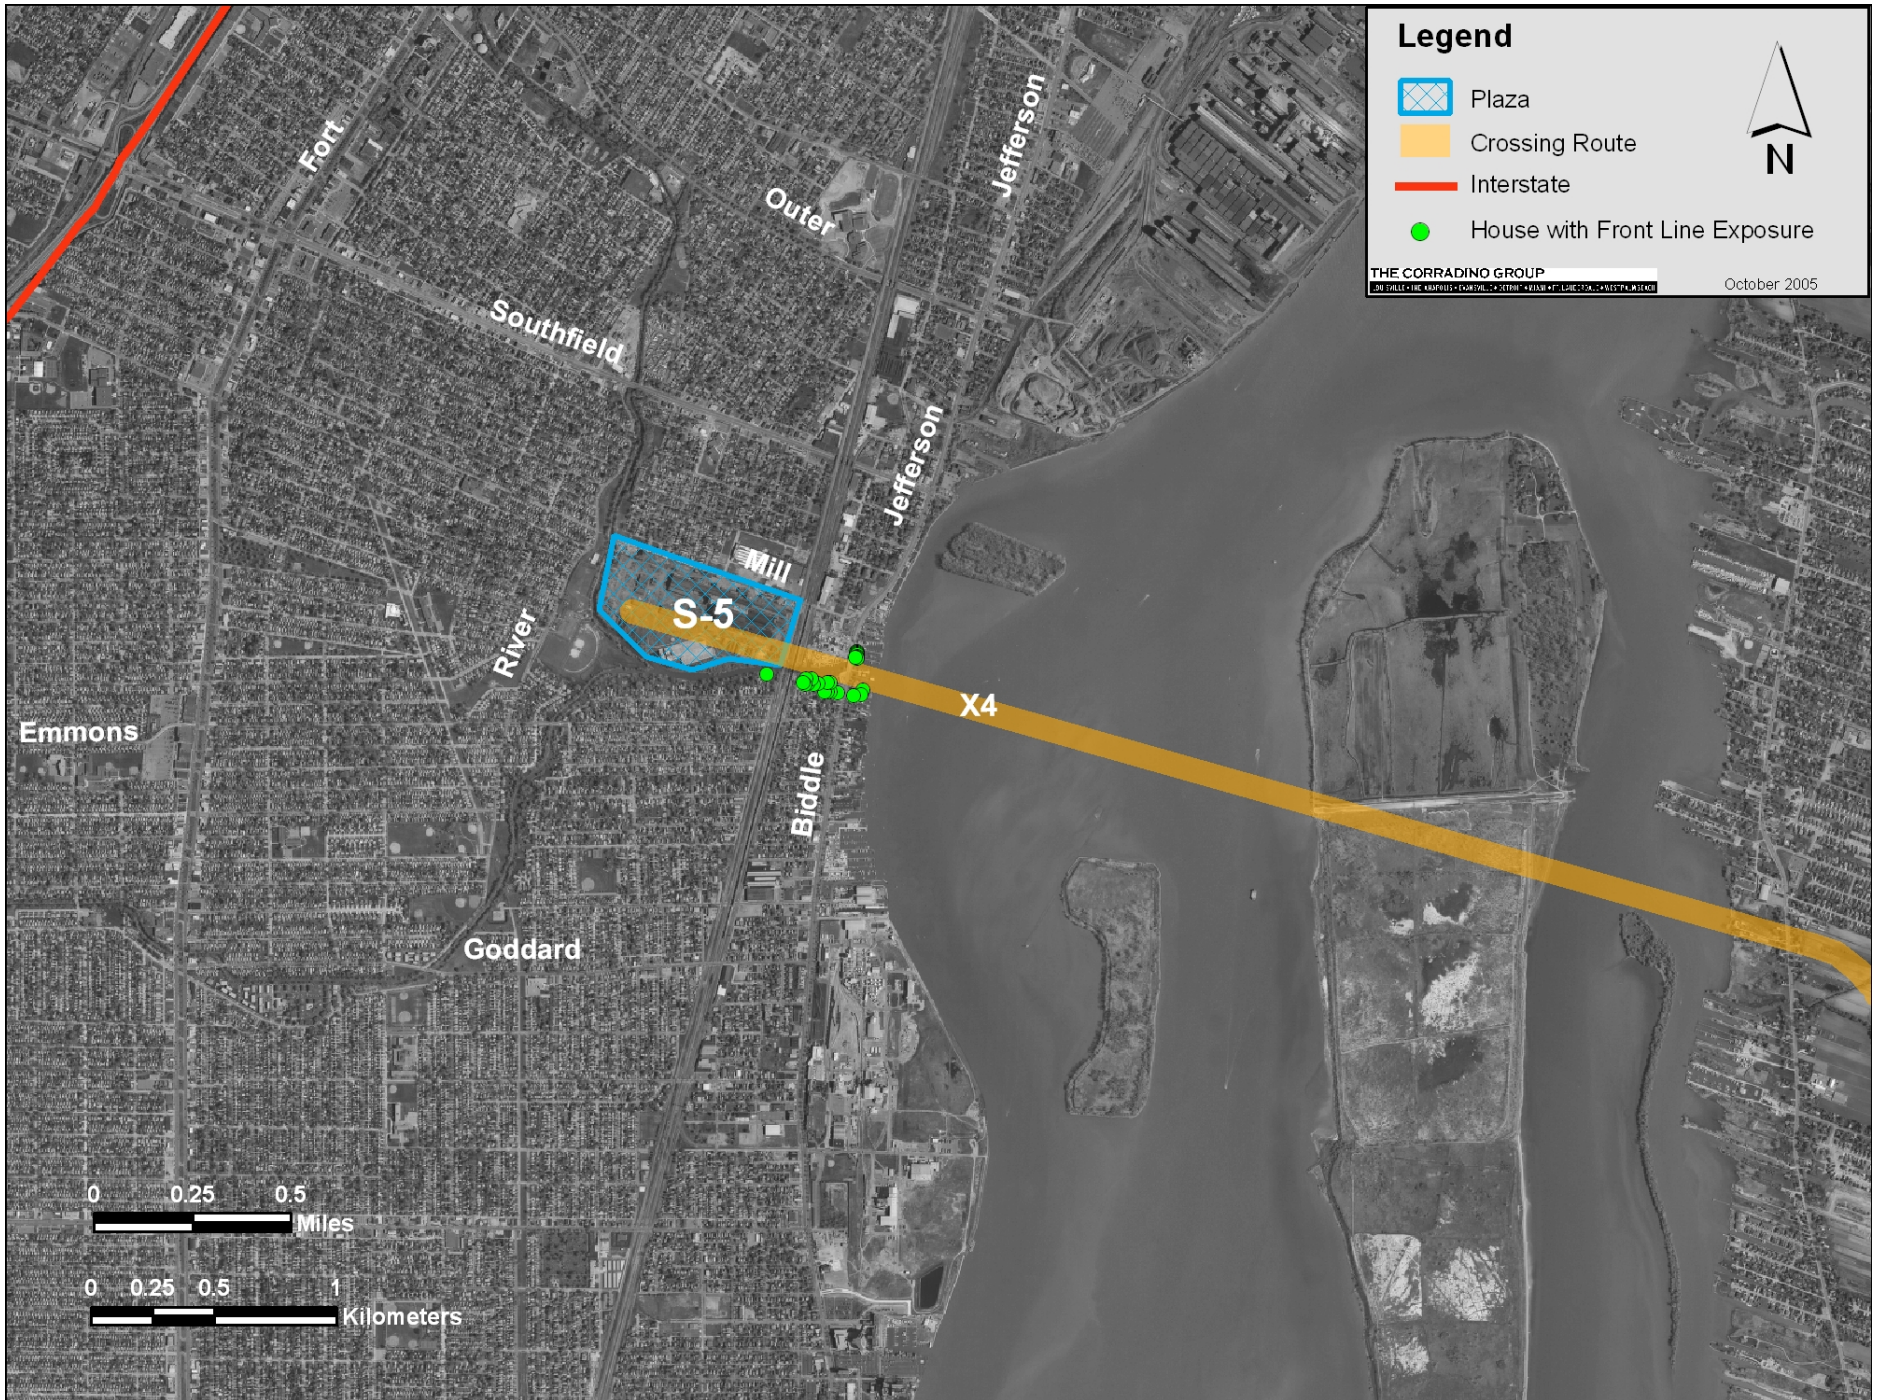 Legend
Plaza
Crossing Route
Interstate
House with Front Line Exposure
N
THE CORRADINO GROUP
October 2005
Fort
Jefferson
Outer
Southfield
Jefferson
Mill
S-5
River
X4
Emmons
Biddle
Goddard
0 0.25 0.5
Miles
0 0.25 0.5 1
Kilometers